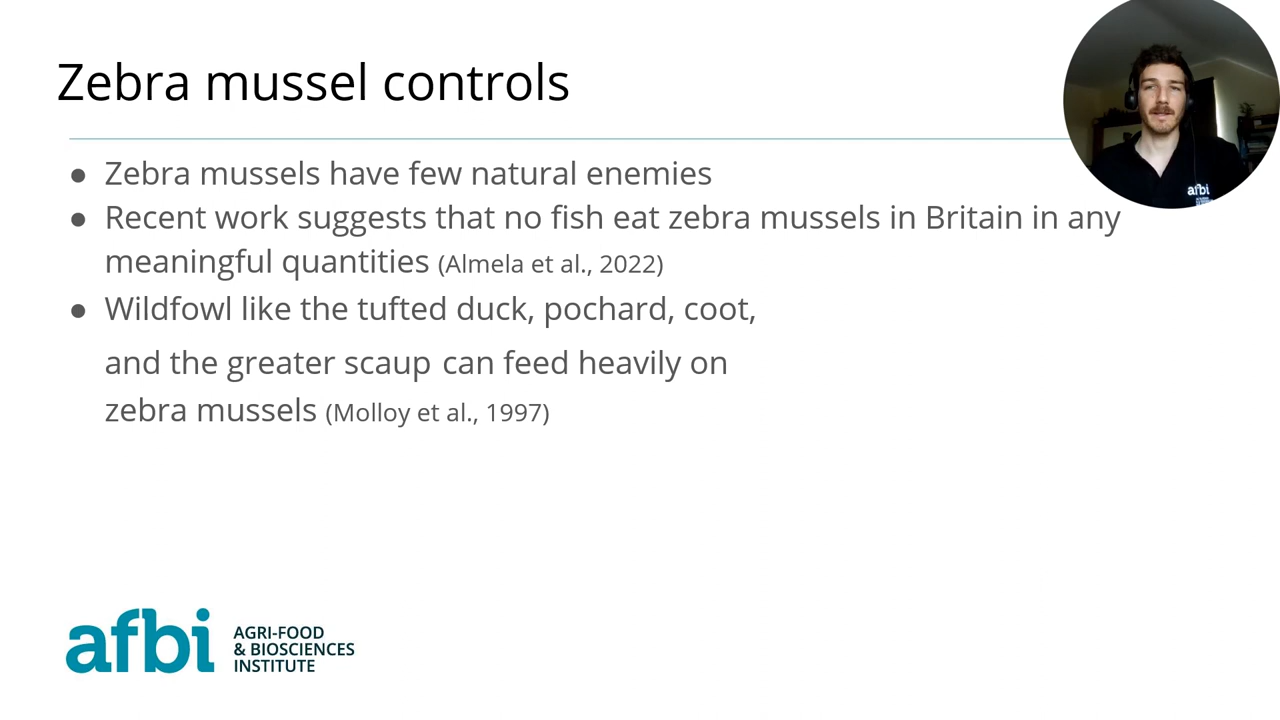 Zebra mussel controls
● Zebra mussels have few natural enemies
● Recent work suggests that no fish eat zebra mussels in Britain in any
meaningful quantities (Almela et al., 2022)
● Wildfowl like the tufted duck, pochard, coot,
and the greater scaup can feed heavily on
zebra mussels (Molloy et al., 1997)
afbi
afbi
AGRI-FOOD
& BIOSCIENCES
INSTITUTE